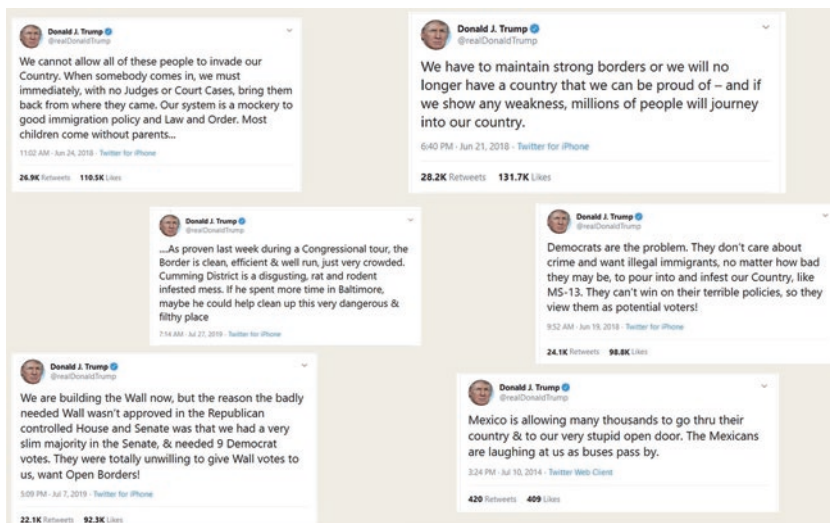 Donald J. Trump
@realDonaldTrump
We cannot allow all of these people to invade our
Country. When somebody comes in, we must
immediately, with no Judges or Court Cases, bring them
back from where they came. Our system is a mockery to
good immigration policy and Law and Order. Most
children come without parents...
11:02 AM - Jun 24, 2018 - Twitter for iPhone
26.9K Retweets 110.5K Likes
Donald J. Trump
@realDonaldTrump
We have to maintain strong borders or we will no
longer have a country that we can be proud of – and if
we show any weakness, millions of people will journey
into our country.
6:40 PM - Jun 21, 2018 - Twitter for iPhone
28.2K Retweets 131.7K Likes
Donald J. Trump
@realDonaldTrump
....As proven last week during a Congressional tour, the
Border is clean, efficient & well run, just very crowded.
Cumming District is a disgusting, rat and rodent
infested mess. If he spent more time in Baltimore,
maybe he could help clean up this very dangerous &
filthy place
7:14 AM - Jul 27, 2019 - Twitter for iPhone
Donald J. Trump
@realDonaldTrump
Democrats are the problem. They don't care about
crime and want illegal immigrants, no matter how bad
they may be, to pour into and infest our Country, like
MS-13. They can't win on their terrible policies, so they
view them as potential voters!
9:52 AM - Jun 19, 2018 - Twitter for iPhone
24.1K Retweets 98.8K Likes
Donald J. Trump
@realDonaldTrump
We are building the Wall now, but the reason the badly
needed Wall wasn't approved in the Republican
controlled House and Senate was that we had a very
slim majority in the Senate, & needed 9 Democrat
votes. They were totally unwilling to give Wall votes to
us, want Open Borders!
5:09 PM - Jul 7, 2019 - Twitter for iPhone
22.1K Retweets 92.3K Likes
Donald J. Trump
@realDonaldTrump
Mexico is allowing many thousands to go thru their
country & to our very stupid open door. The Mexicans
are laughing at us as buses pass by.
3:24 PM - Jul 10, 2014 - Twitter Web Client
420 Retweets 409 Likes